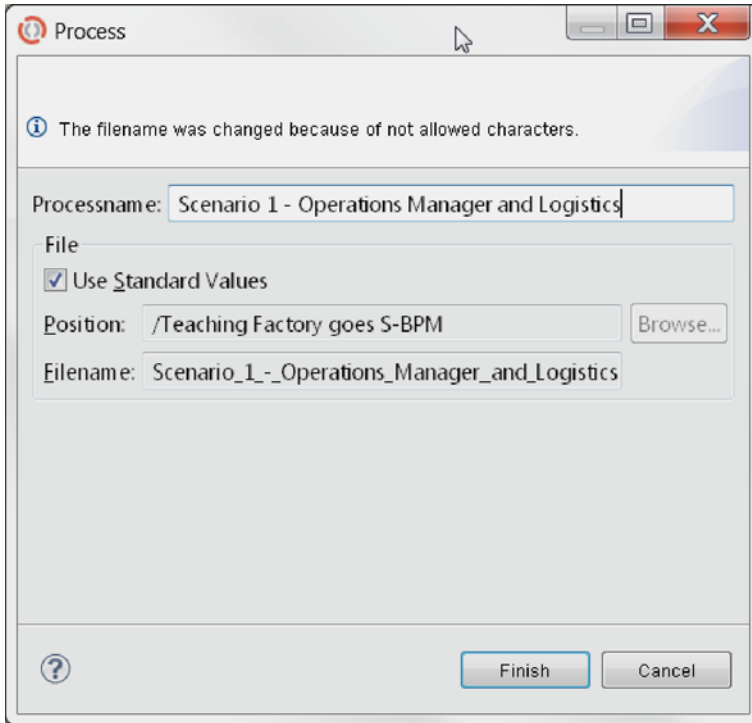 Process
The filename was changed because of not allowed characters.
Processname: Scenario 1 - Operations Manager and Logistics
File
Use Standard Values
Position: /Teaching Factory goes S-BPM Browse...
Filename: Scenario_1_-_Operations_Manager_and_Logistics
Finish Cancel